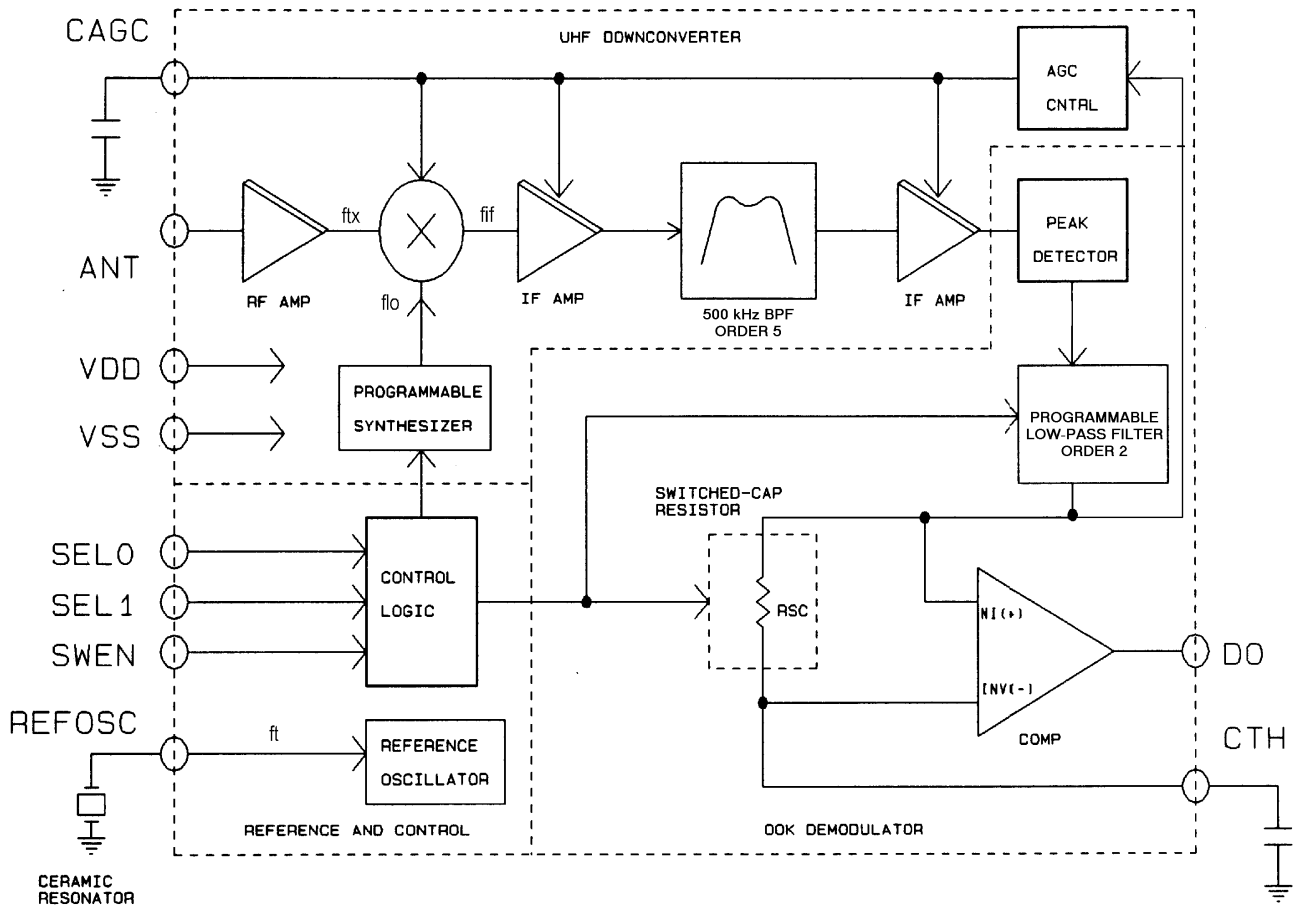 CAGC
UHF DOWNCONVERTER
AGC
CNTRL
ANT
RF AMP
ftx
X
fif
flo
IF AMP
500 kHz BPF
ORDER 5
IF AMP
PEAK
DETECTOR
VDD
VSS
PROGRAMMABLE
SYNTHESIZER
PROGRAMMABLE
LOW-PASS FILTER
ORDER 2
SWITCHED-CAP
RESISTOR
SEL0
SEL1
SWEN
CONTROL
LOGIC
RSC
NI(+)
INV(-)
COMP
DO
REFOSC
ft
REFERENCE
OSCILLATOR
CTH
REFERENCE AND CONTROL
OOK DEMODULATOR
CERAMIC
RESONATOR